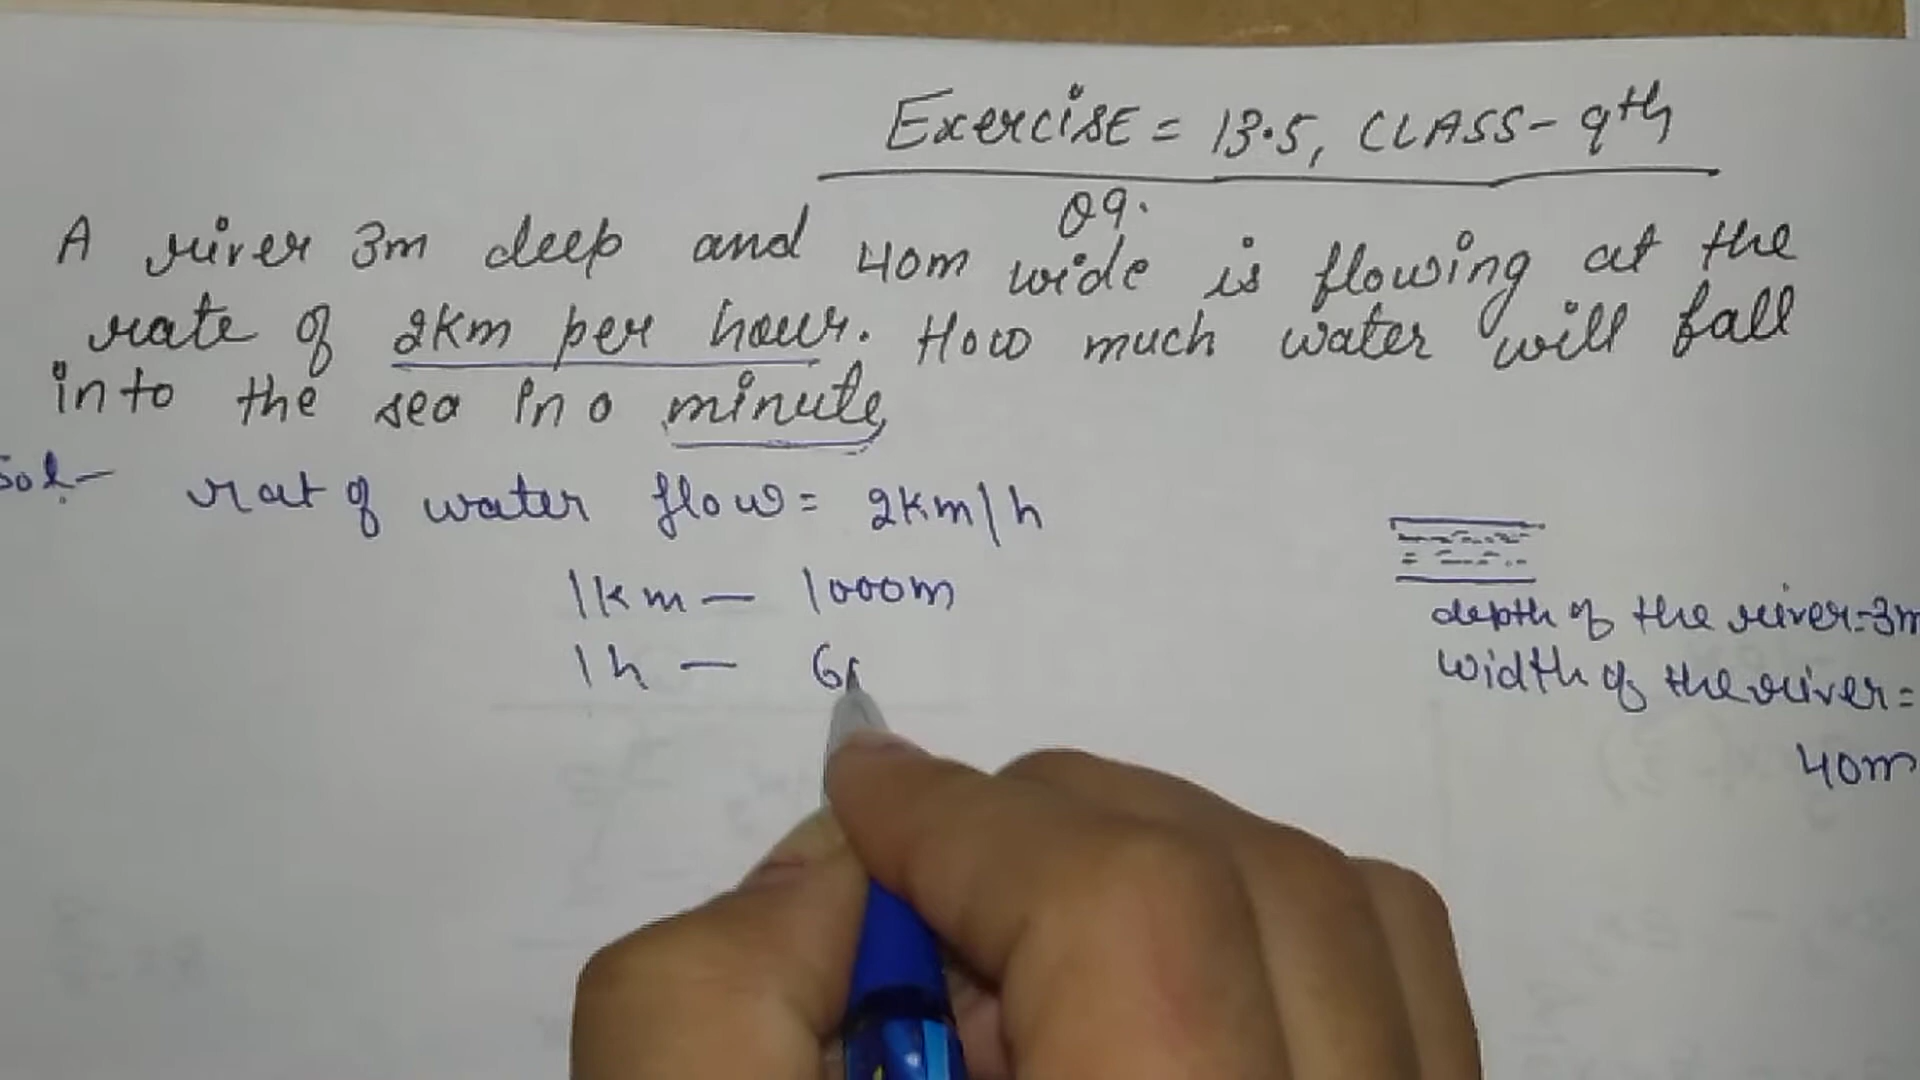 ExerciSE = 13.5, CLASS - 9th
Q9.
A river 3m deep and 40m wide is flowing at the
rate of 2km per hour. How much water will fall
into the sea in a minute
Sol- rat of water flow = 2km/h
1km — 1000m
1h — 6
depth of the river = 3m
width of the river =
40m